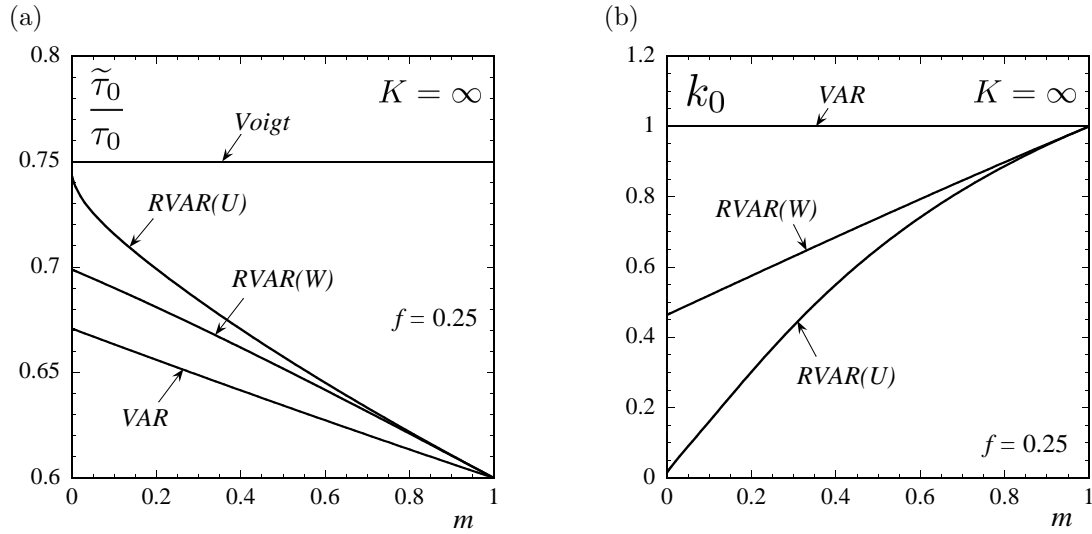 (a)
0.8
0.75
0.7
0.65
0.6
τ̃₀
τ₀
K = ∞
Voigt
RVAR(U)
RVAR(W)
VAR
f = 0.25
0 0.2 0.4 0.6 0.8 1
m
(b)
1.2
1
0.8
0.6
0.4
0.2
0
k₀
K = ∞
VAR
RVAR(W)
RVAR(U)
f = 0.25
0 0.2 0.4 0.6 0.8 1
m